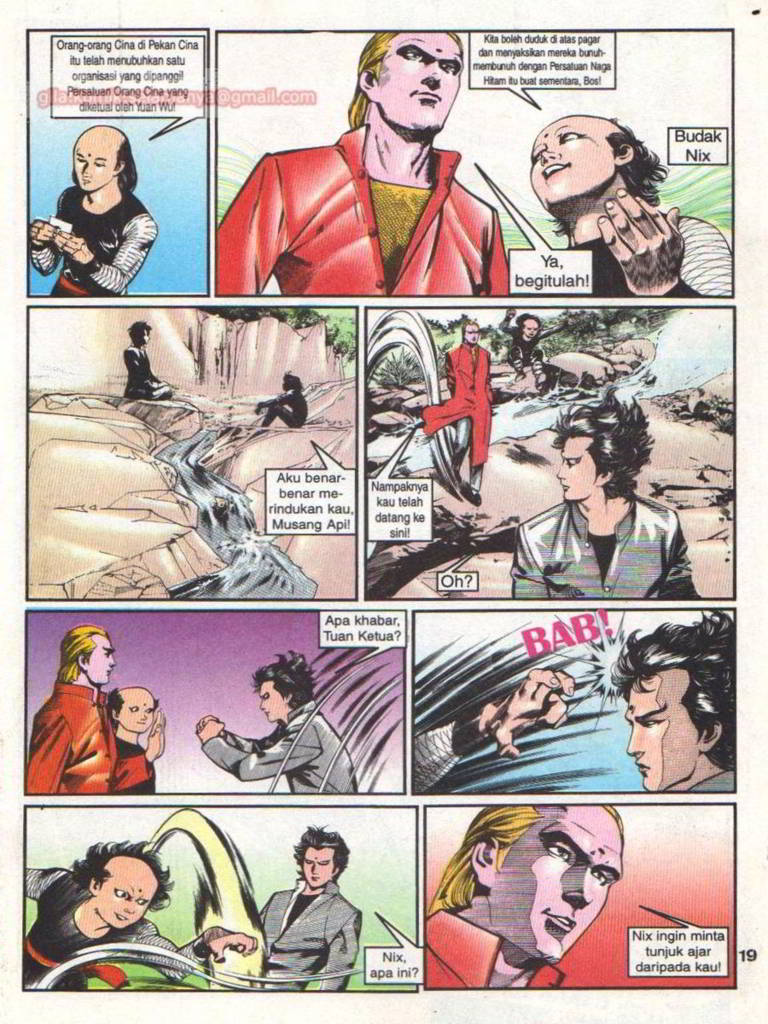 Orang-orang Cina di Pekan Cina
itu telah menubuhkan satu
organisasi yang dipanggil
Persatuan Orang Cina yang
diketuai oleh Yuan Wu!
Kita boleh duduk di atas pagar
dan menyaksikan mereka bunuh-
membunuh dengan Persatuan Naga
Hitam itu buat sementara, Bos!
Budak
Nix
Ya,
begitulah!
Aku benar-
benar me-
rindukan kau,
Musang Api!
Nampaknya
kau telah
datang ke
sini!
Oh?
Apa khabar,
Tuan Ketua?
BAB!
Nix,
apa ini?
Nix ingin minta
tunjuk ajar
daripada kau!
19